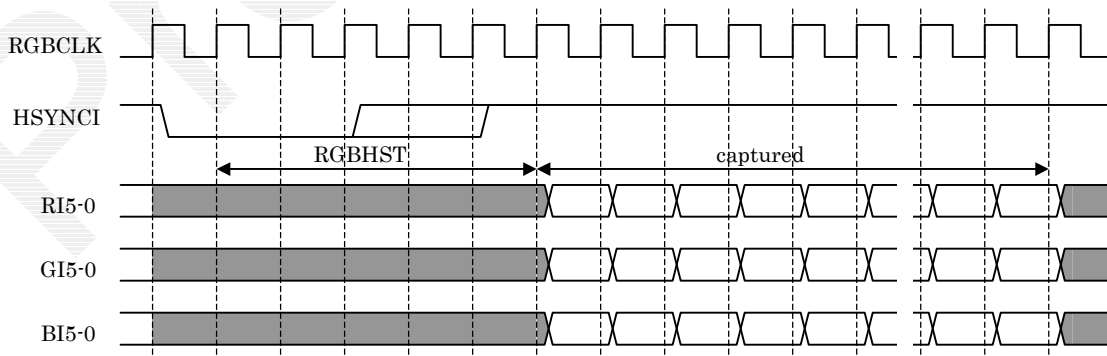 RGBCLK
HSYNCI
RGBHST captured
RI5-0
GI5-0
BI5-0